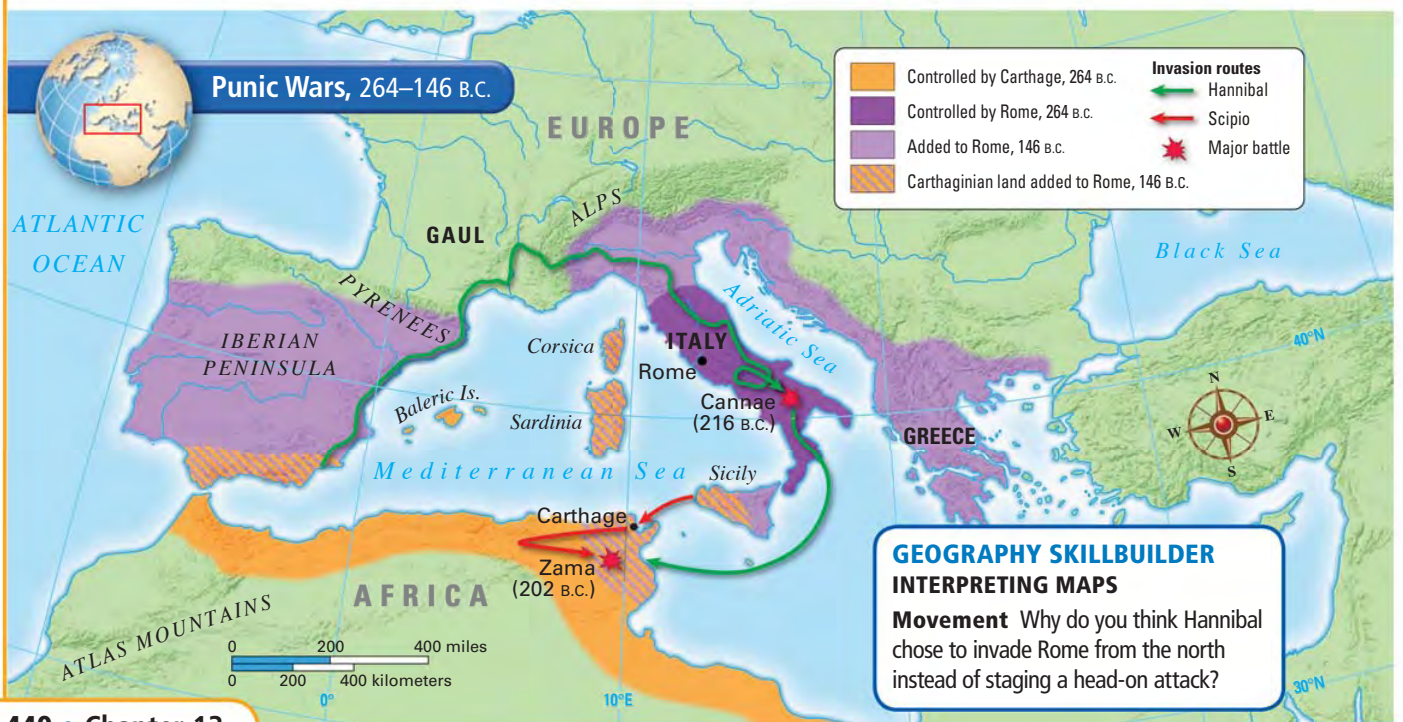 Punic Wars, 264–146 B.C.
Controlled by Carthage, 264 B.C.
Controlled by Rome, 264 B.C.
Added to Rome, 146 B.C.
Carthaginian land added to Rome, 146 B.C.
Invasion routes
Hannibal
Scipio
Major battle
EUROPE
ATLANTIC
OCEAN
GAUL
ALPS
Black Sea
PYRENEES
Adriatic Sea
IBERIAN
PENINSULA
Corsica
ITALY
Rome
40°N
Baleric Is.
Sardinia
Cannae
(216 B.C.)
GREECE
N
W
E
S
Mediterranean Sea
Sicily
Carthage
Zama
(202 B.C.)
AFRICA
ATLAS MOUNTAINS
0 200 400 miles
0 200 400 kilometers
0°
10°E
30°N
GEOGRAPHY SKILLBUILDER
INTERPRETING MAPS
Movement Why do you think Hannibal
chose to invade Rome from the north
instead of staging a head-on attack?